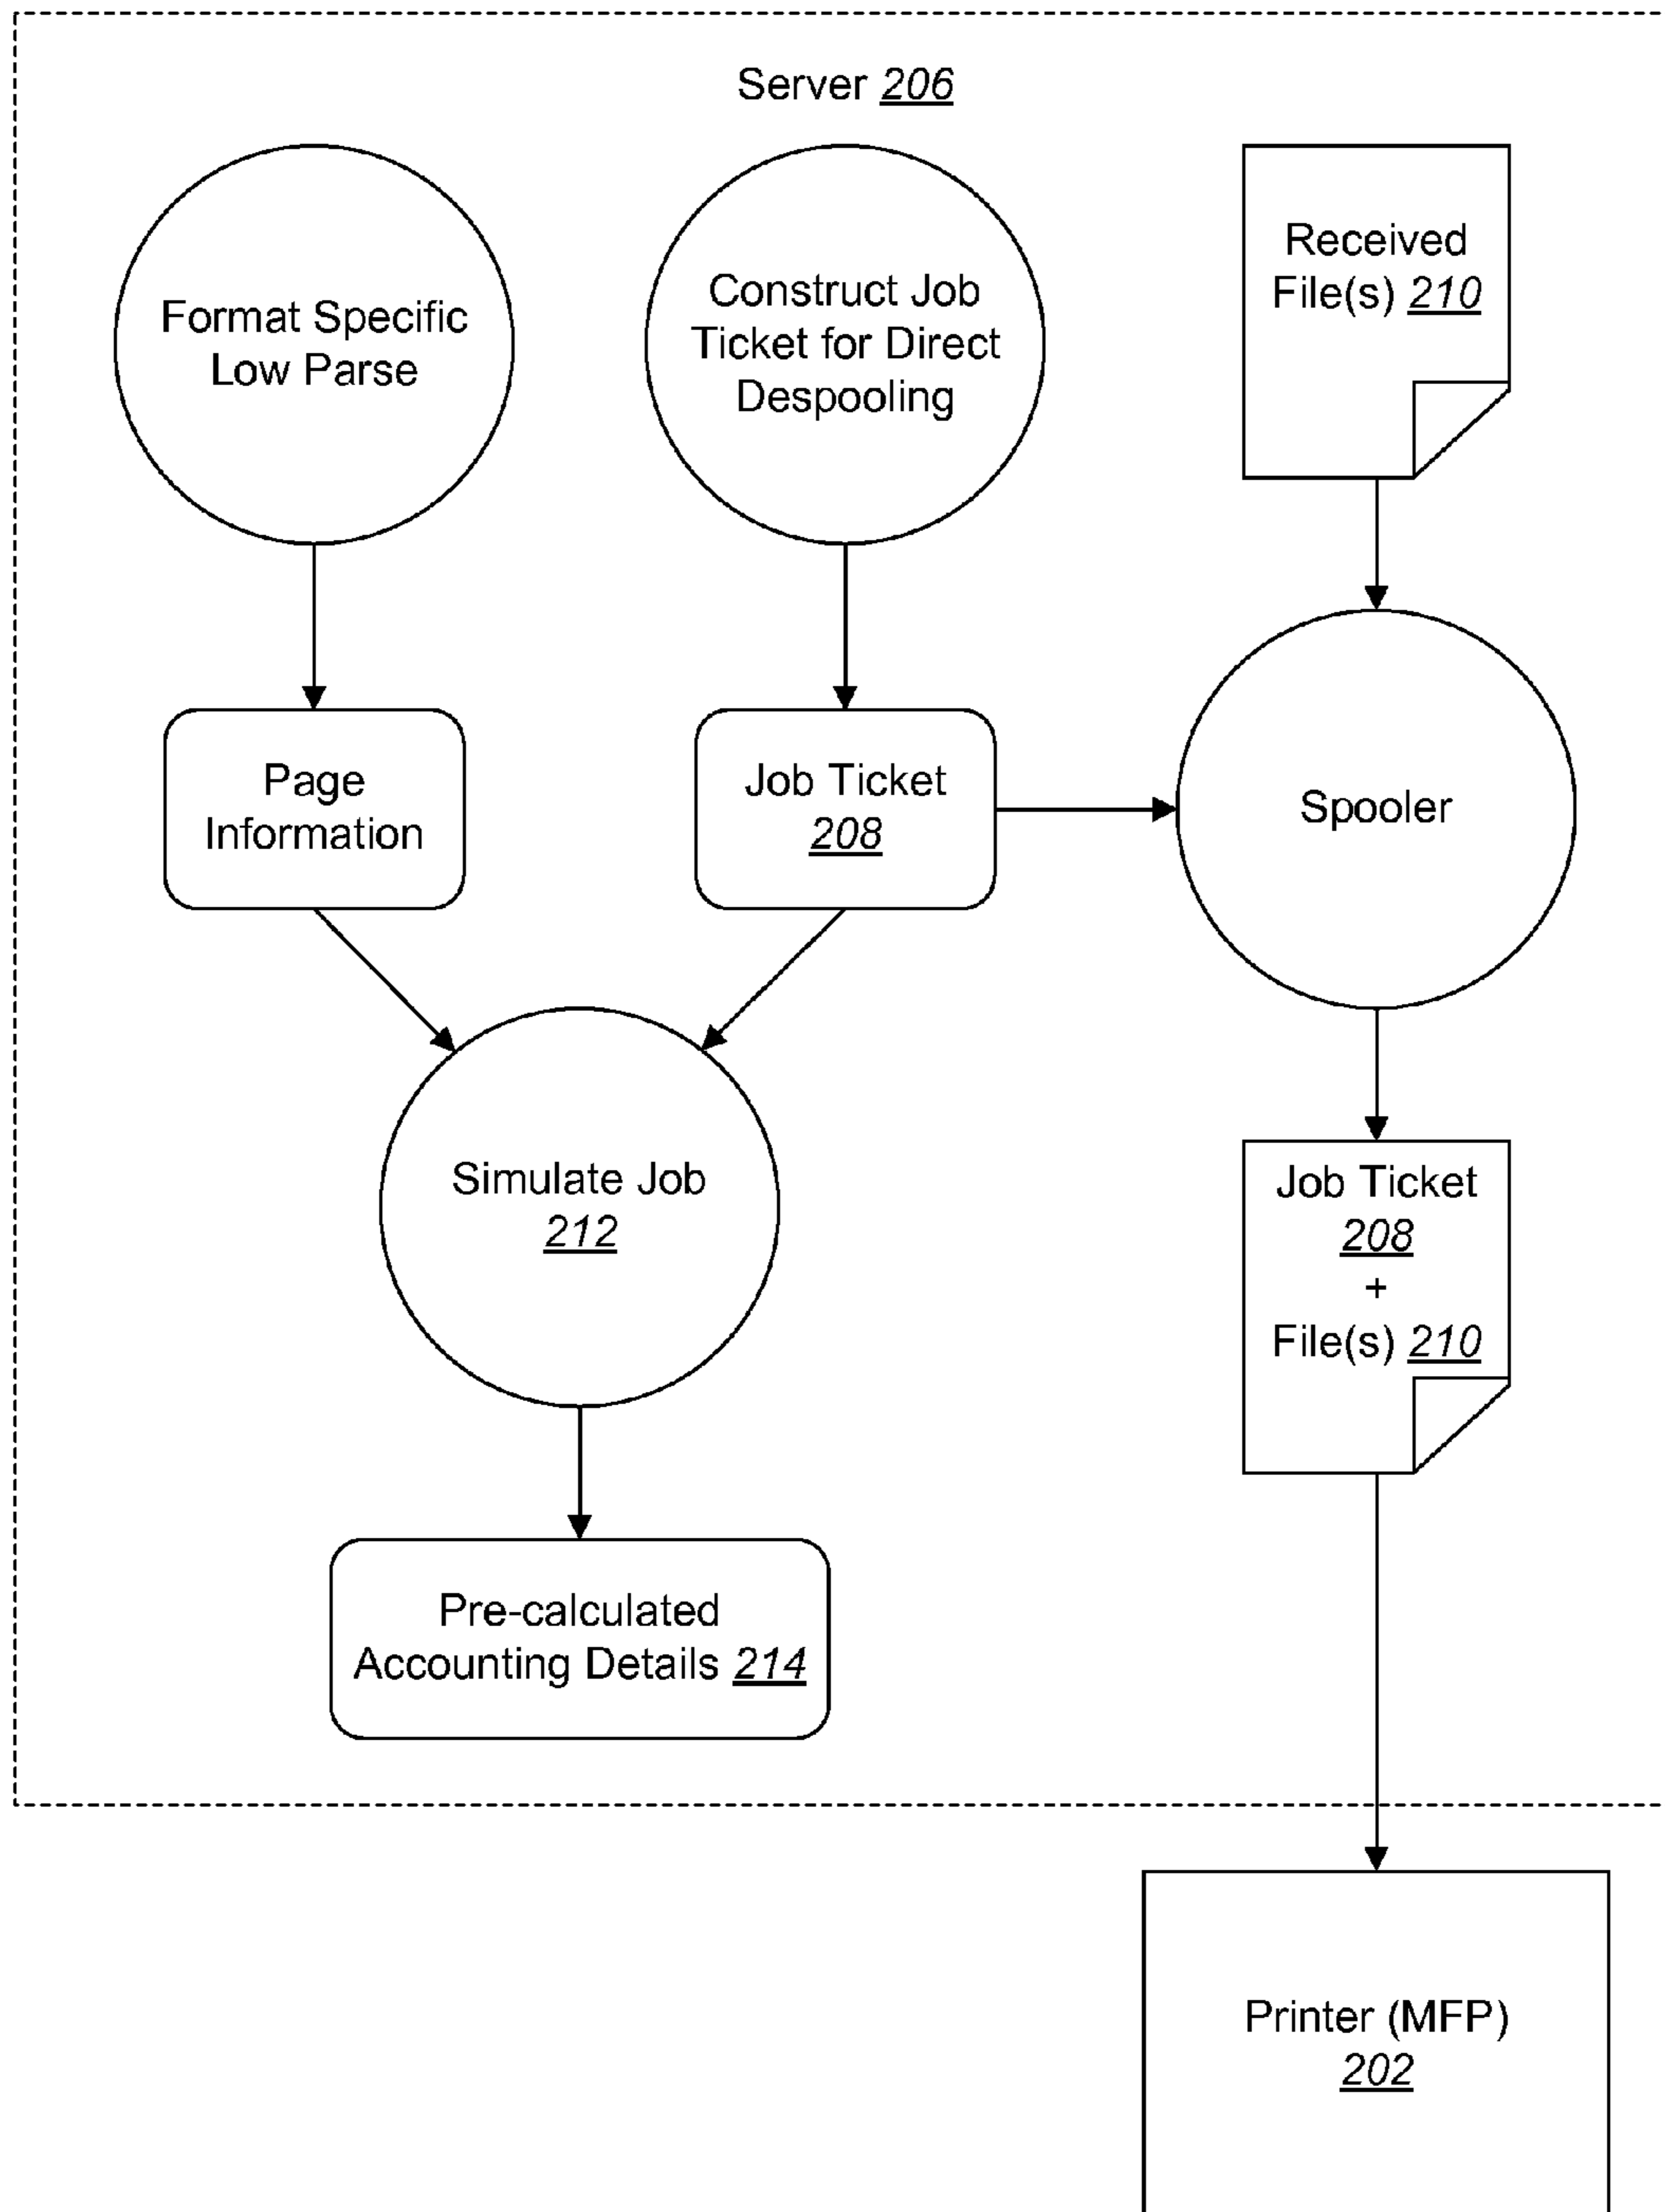 Server 206
Format Specific
Low Parse
Construct Job
Ticket for Direct
Despooling
Received
File(s) 210
Page
Information
Job Ticket
208
Spooler
Simulate Job
212
Job Ticket
208
+
File(s) 210
Pre-calculated
Accounting Details 214
Printer (MFP)
202